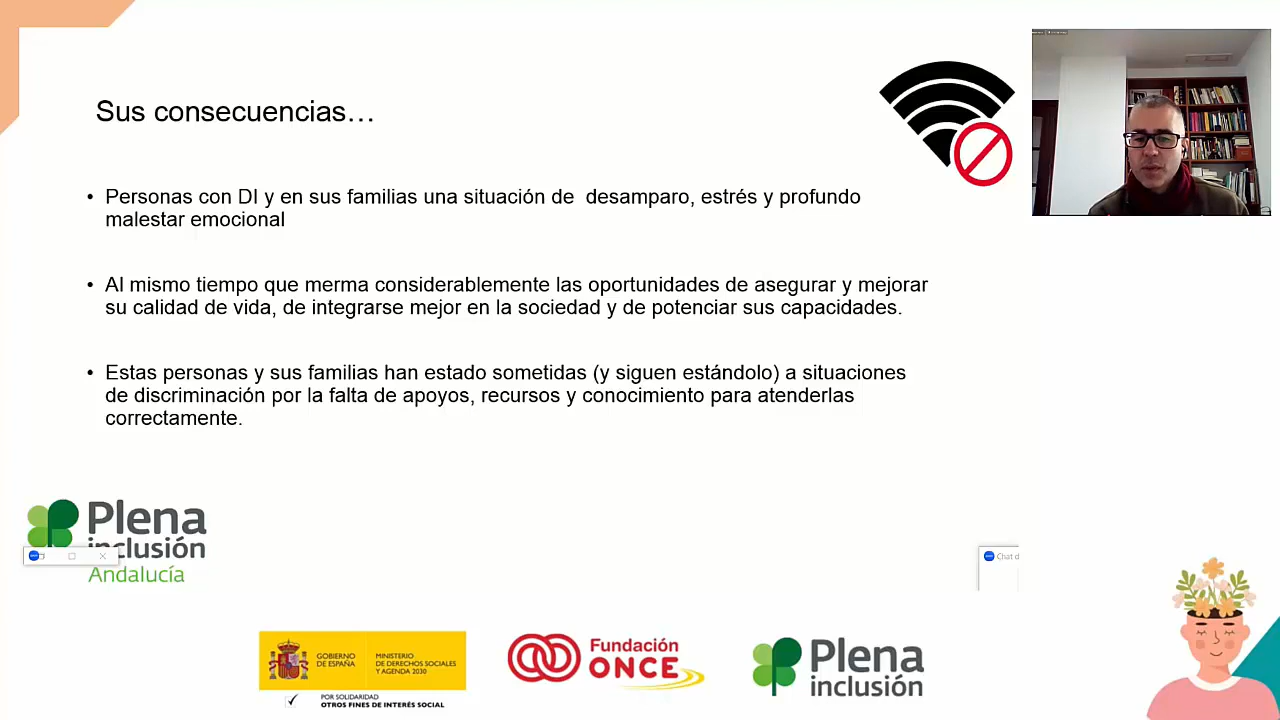 Sus consecuencias…
• Personas con DI y en sus familias una situación de desamparo, estrés y profundo
malestar emocional
• Al mismo tiempo que merma considerablemente las oportunidades de asegurar y mejorar
su calidad de vida, de integrarse mejor en la sociedad y de potenciar sus capacidades.
• Estas personas y sus familias han estado sometidas (y siguen estándolo) a situaciones
de discriminación por la falta de apoyos, recursos y conocimiento para atenderlas
correctamente.
Plena
inclusión
Andalucía
Chat d
GOBIERNO
DE ESPAÑA
MINISTERIO
DE DERECHOS SOCIALES
Y AGENDA 2030
POR SOLIDARIDAD
OTROS FINES DE INTERÉS SOCIAL
Fundación
ONCE
Plena
inclusión